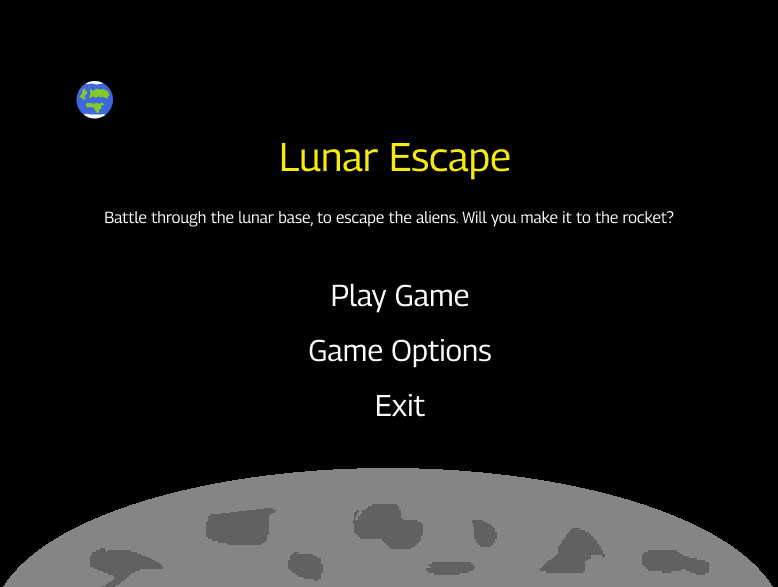 Lunar Escape
Battle through the lunar base, to escape the aliens. Will you make it to the rocket?
Play Game
Game Options
Exit